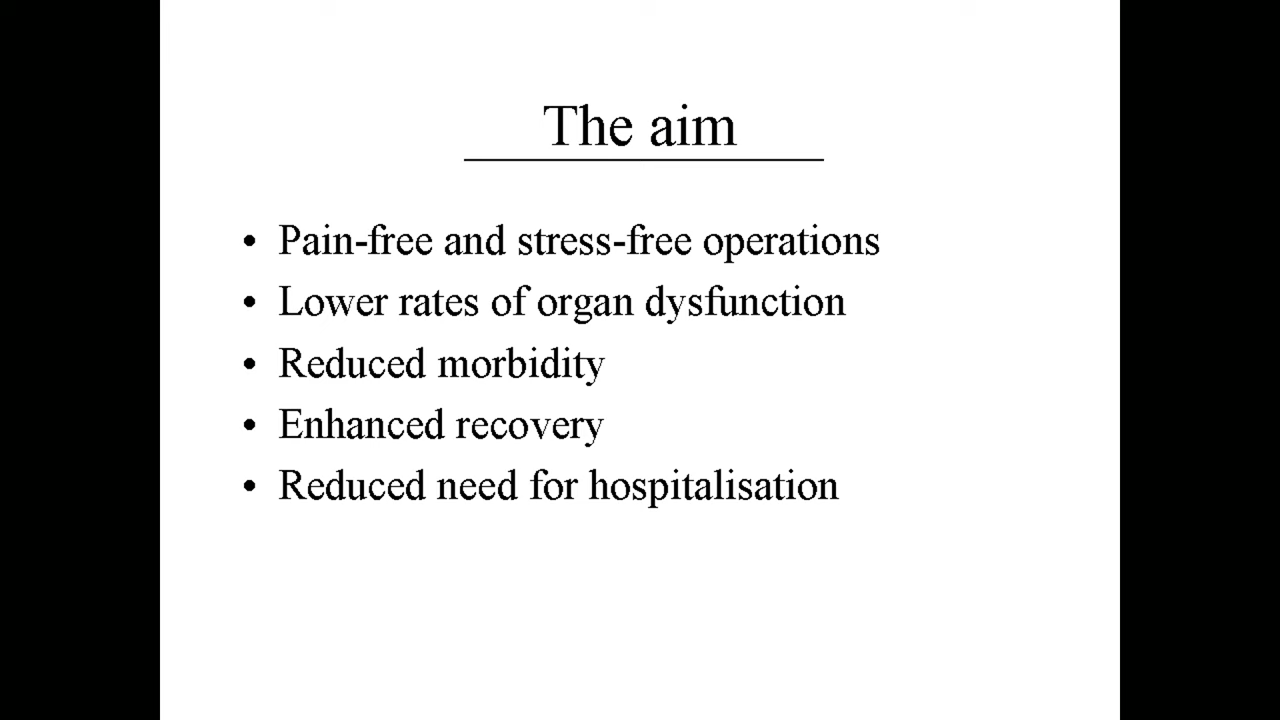 The aim
• Pain-free and stress-free operations
• Lower rates of organ dysfunction
• Reduced morbidity
• Enhanced recovery
• Reduced need for hospitalisation